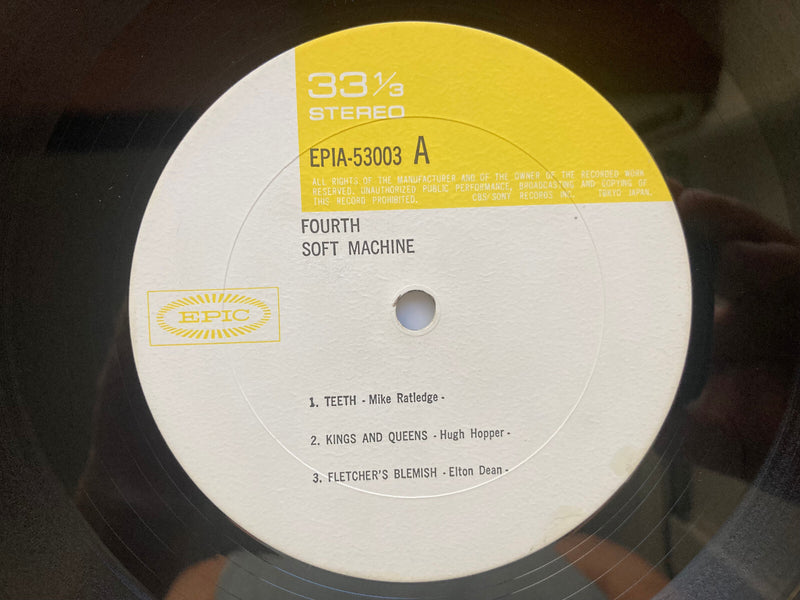 33 1/3
STEREO
EPIA-53003 A
ALL RIGHTS OF THE MANUFACTURER AND OF THE OWNER OF THE RECORDED WORK
RESERVED. UNAUTHORIZED PUBLIC PERFORMANCE, BROADCASTING AND COPYING OF
THIS RECORD PROHIBITED. CBS/SONY RECORDS INC. TOKYO JAPAN.
FOURTH
SOFT MACHINE
EPIC
1. TEETH - Mike Ratledge -
2. KINGS AND QUEENS - Hugh Hopper -
3. FLETCHER'S BLEMISH - Elton Dean -